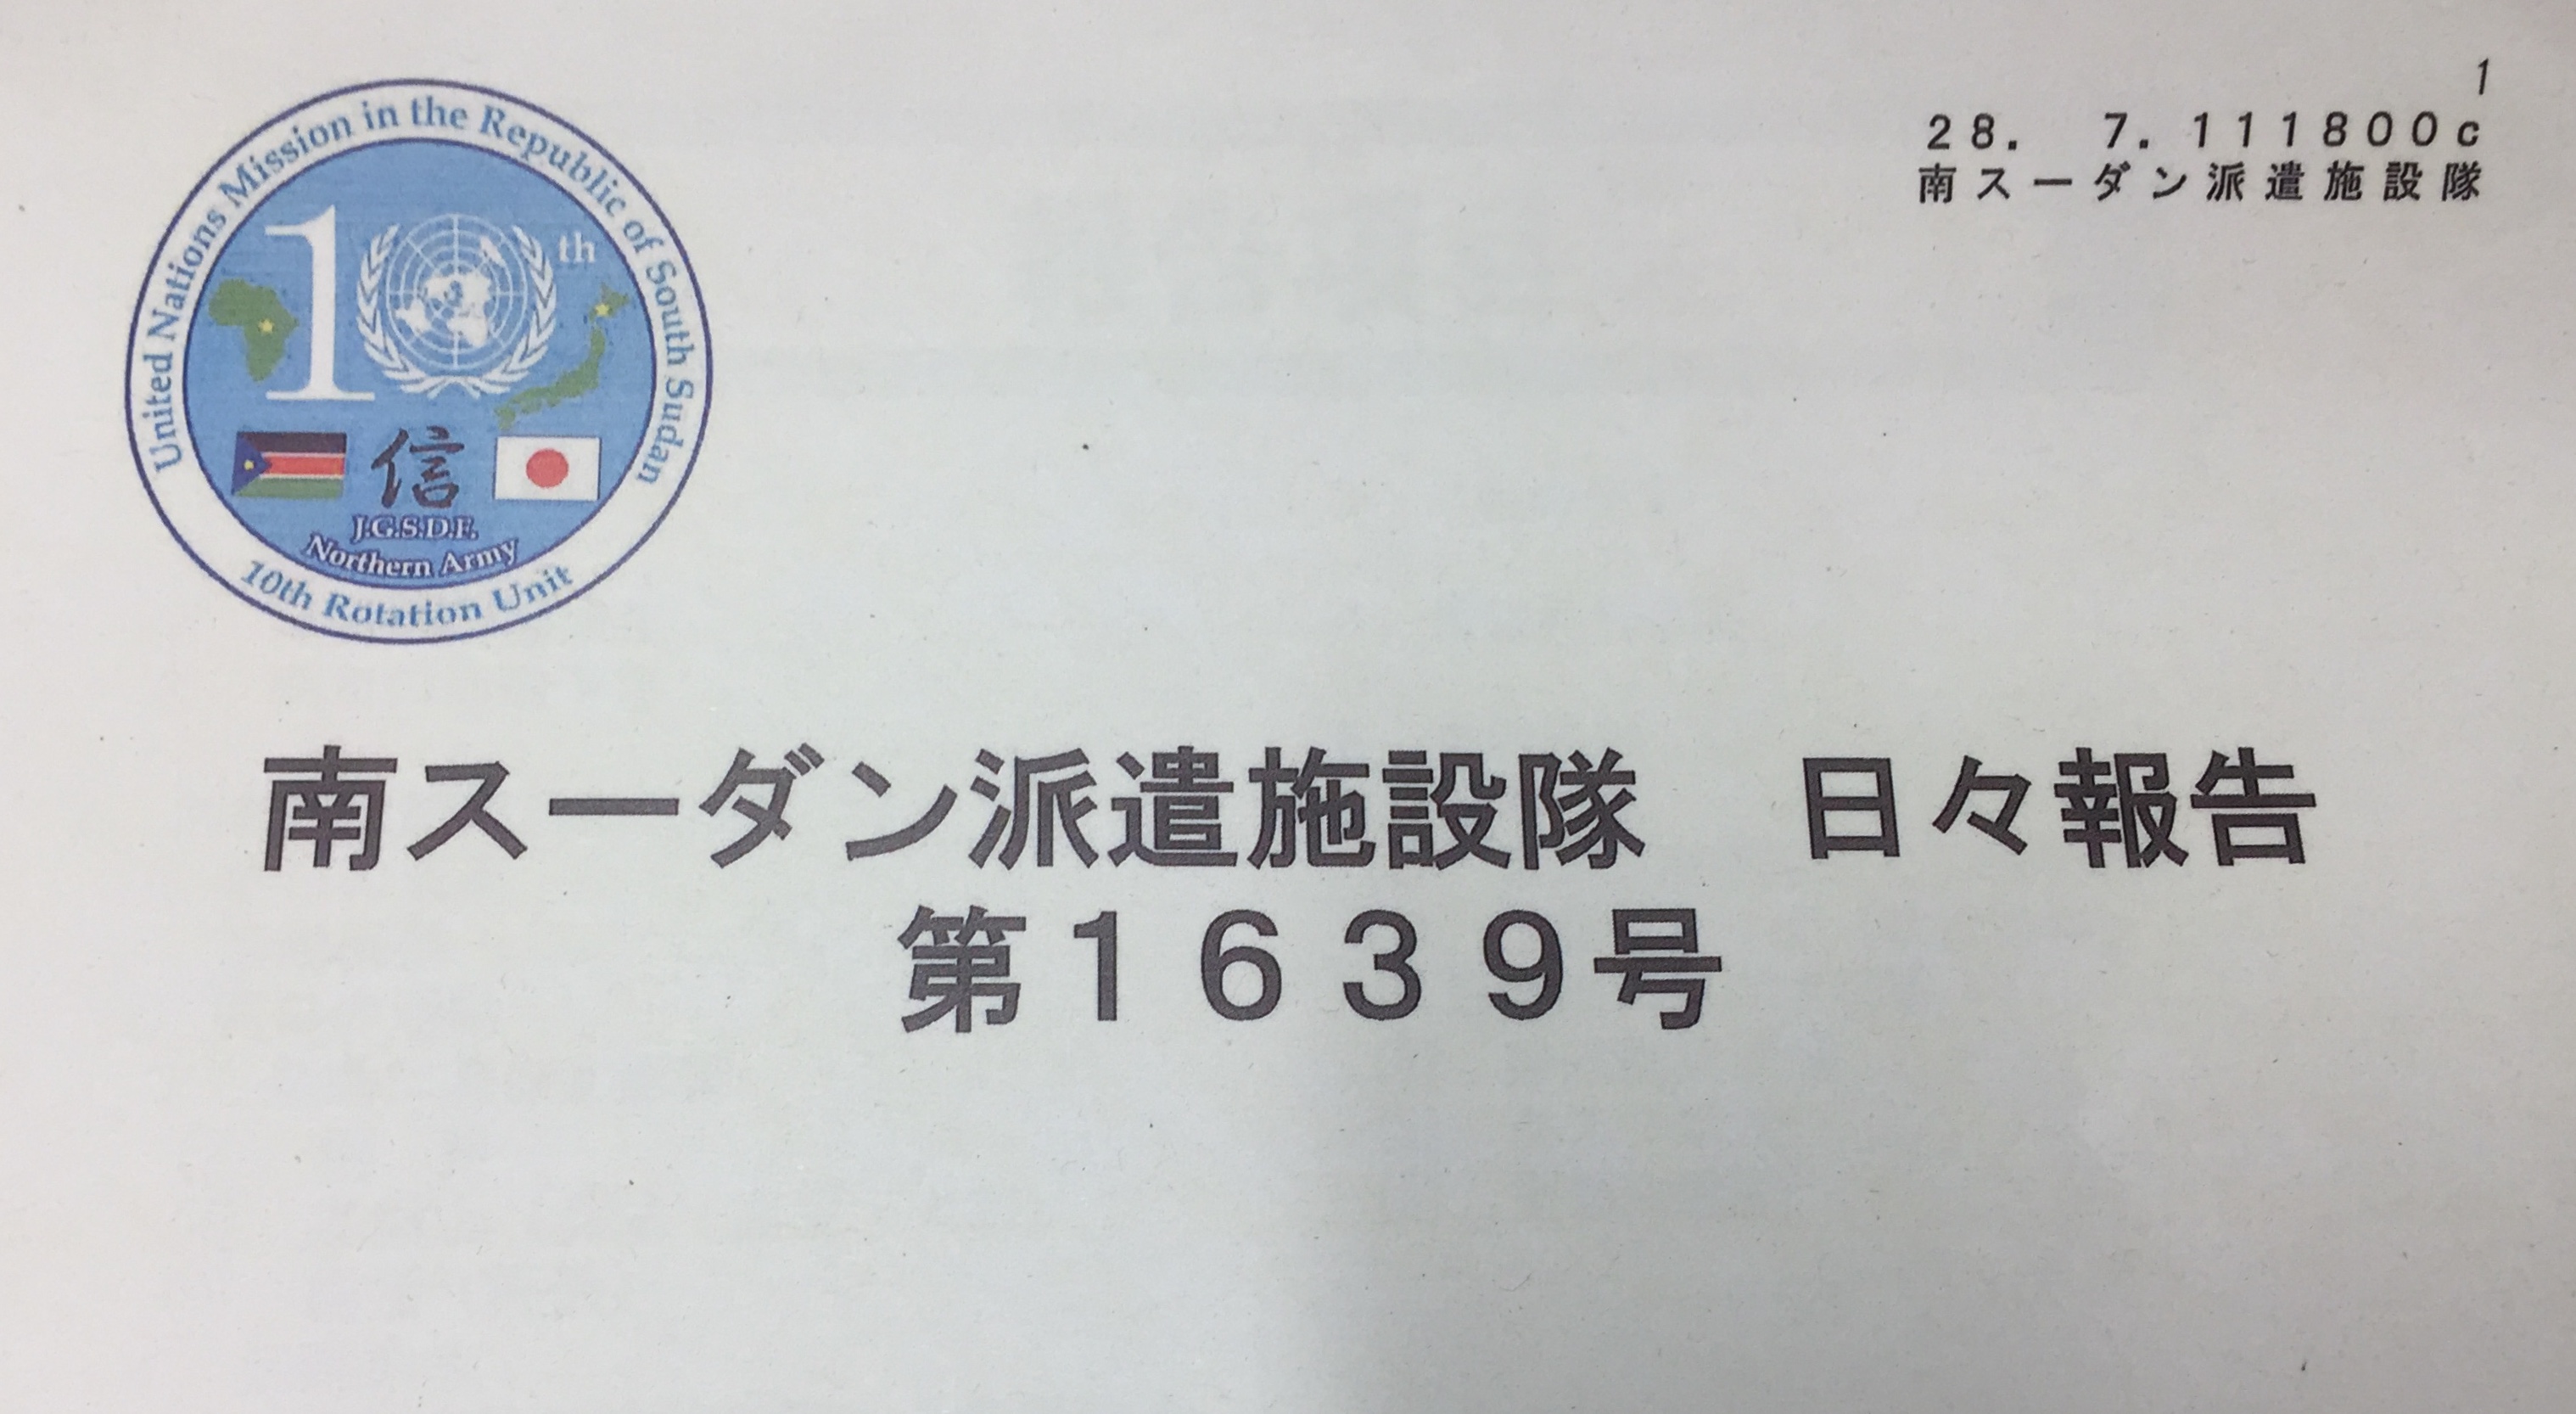 1
28.　7.111800c
南スーダン派遣施設隊
United Nations Mission in the Republic of South Sudan
10th
信
J.G.S.D.F.
Northern Army
10th Rotation Unit
南スーダン派遣施設隊　日々報告
第１６３９号